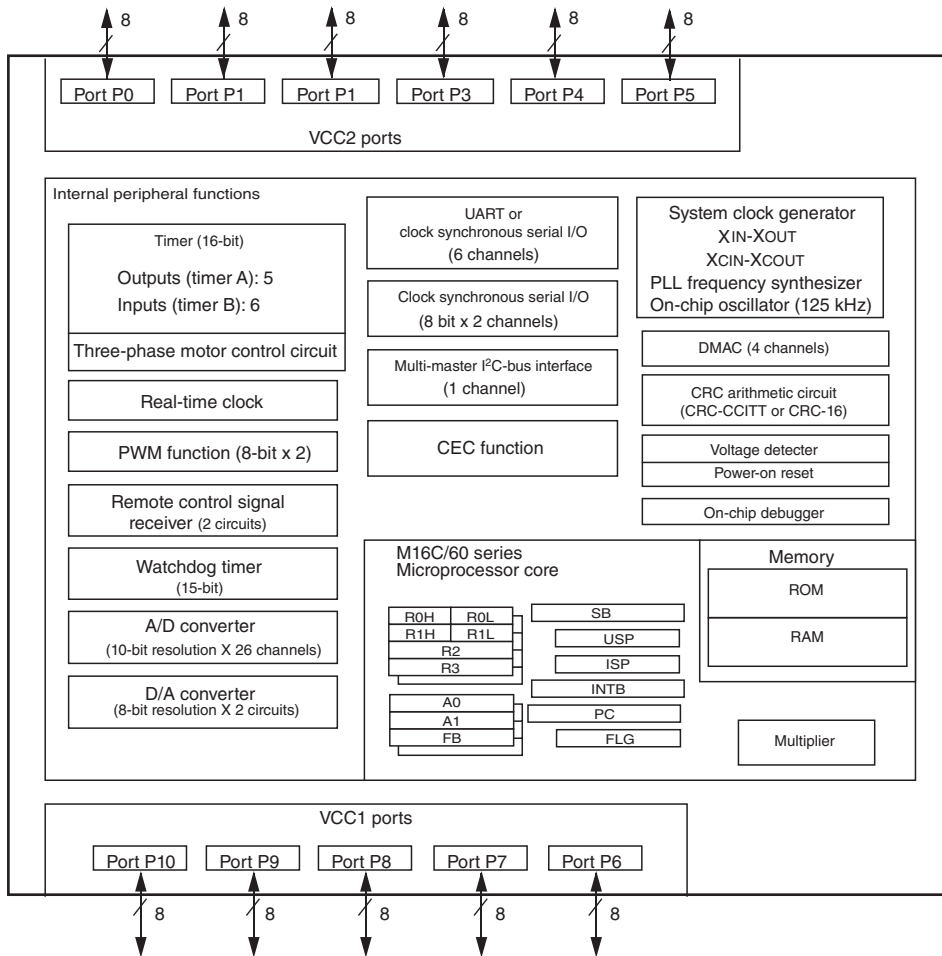 8 8 8 8 8 8
Port P0 Port P1 Port P1 Port P3 Port P4 Port P5
VCC2 ports
Internal peripheral functions
Timer (16-bit)
Outputs (timer A): 5
Inputs (timer B): 6
Three-phase motor control circuit
Real-time clock
PWM function (8-bit x 2)
Remote control signal
receiver (2 circuits)
Watchdog timer
(15-bit)
A/D converter
(10-bit resolution X 26 channels)
D/A converter
(8-bit resolution X 2 circuits)
UART or
clock synchronous serial I/O
(6 channels)
Clock synchronous serial I/O
(8 bit x 2 channels)
Multi-master I²C-bus interface
(1 channel)
CEC function
System clock generator
XIN-XOUT
XCIN-XCOUT
PLL frequency synthesizer
On-chip oscillator (125 kHz)
DMAC (4 channels)
CRC arithmetic circuit
(CRC-CCITT or CRC-16)
Voltage detecter
Power-on reset
On-chip debugger
M16C/60 series
Microprocessor core
R0H R0L
R1H R1L
R2
R3
A0
A1
FB
SB
USP
ISP
INTB
PC
FLG
Memory
ROM
RAM
Multiplier
VCC1 ports
Port P10 Port P9 Port P8 Port P7 Port P6
8 8 8 8 8